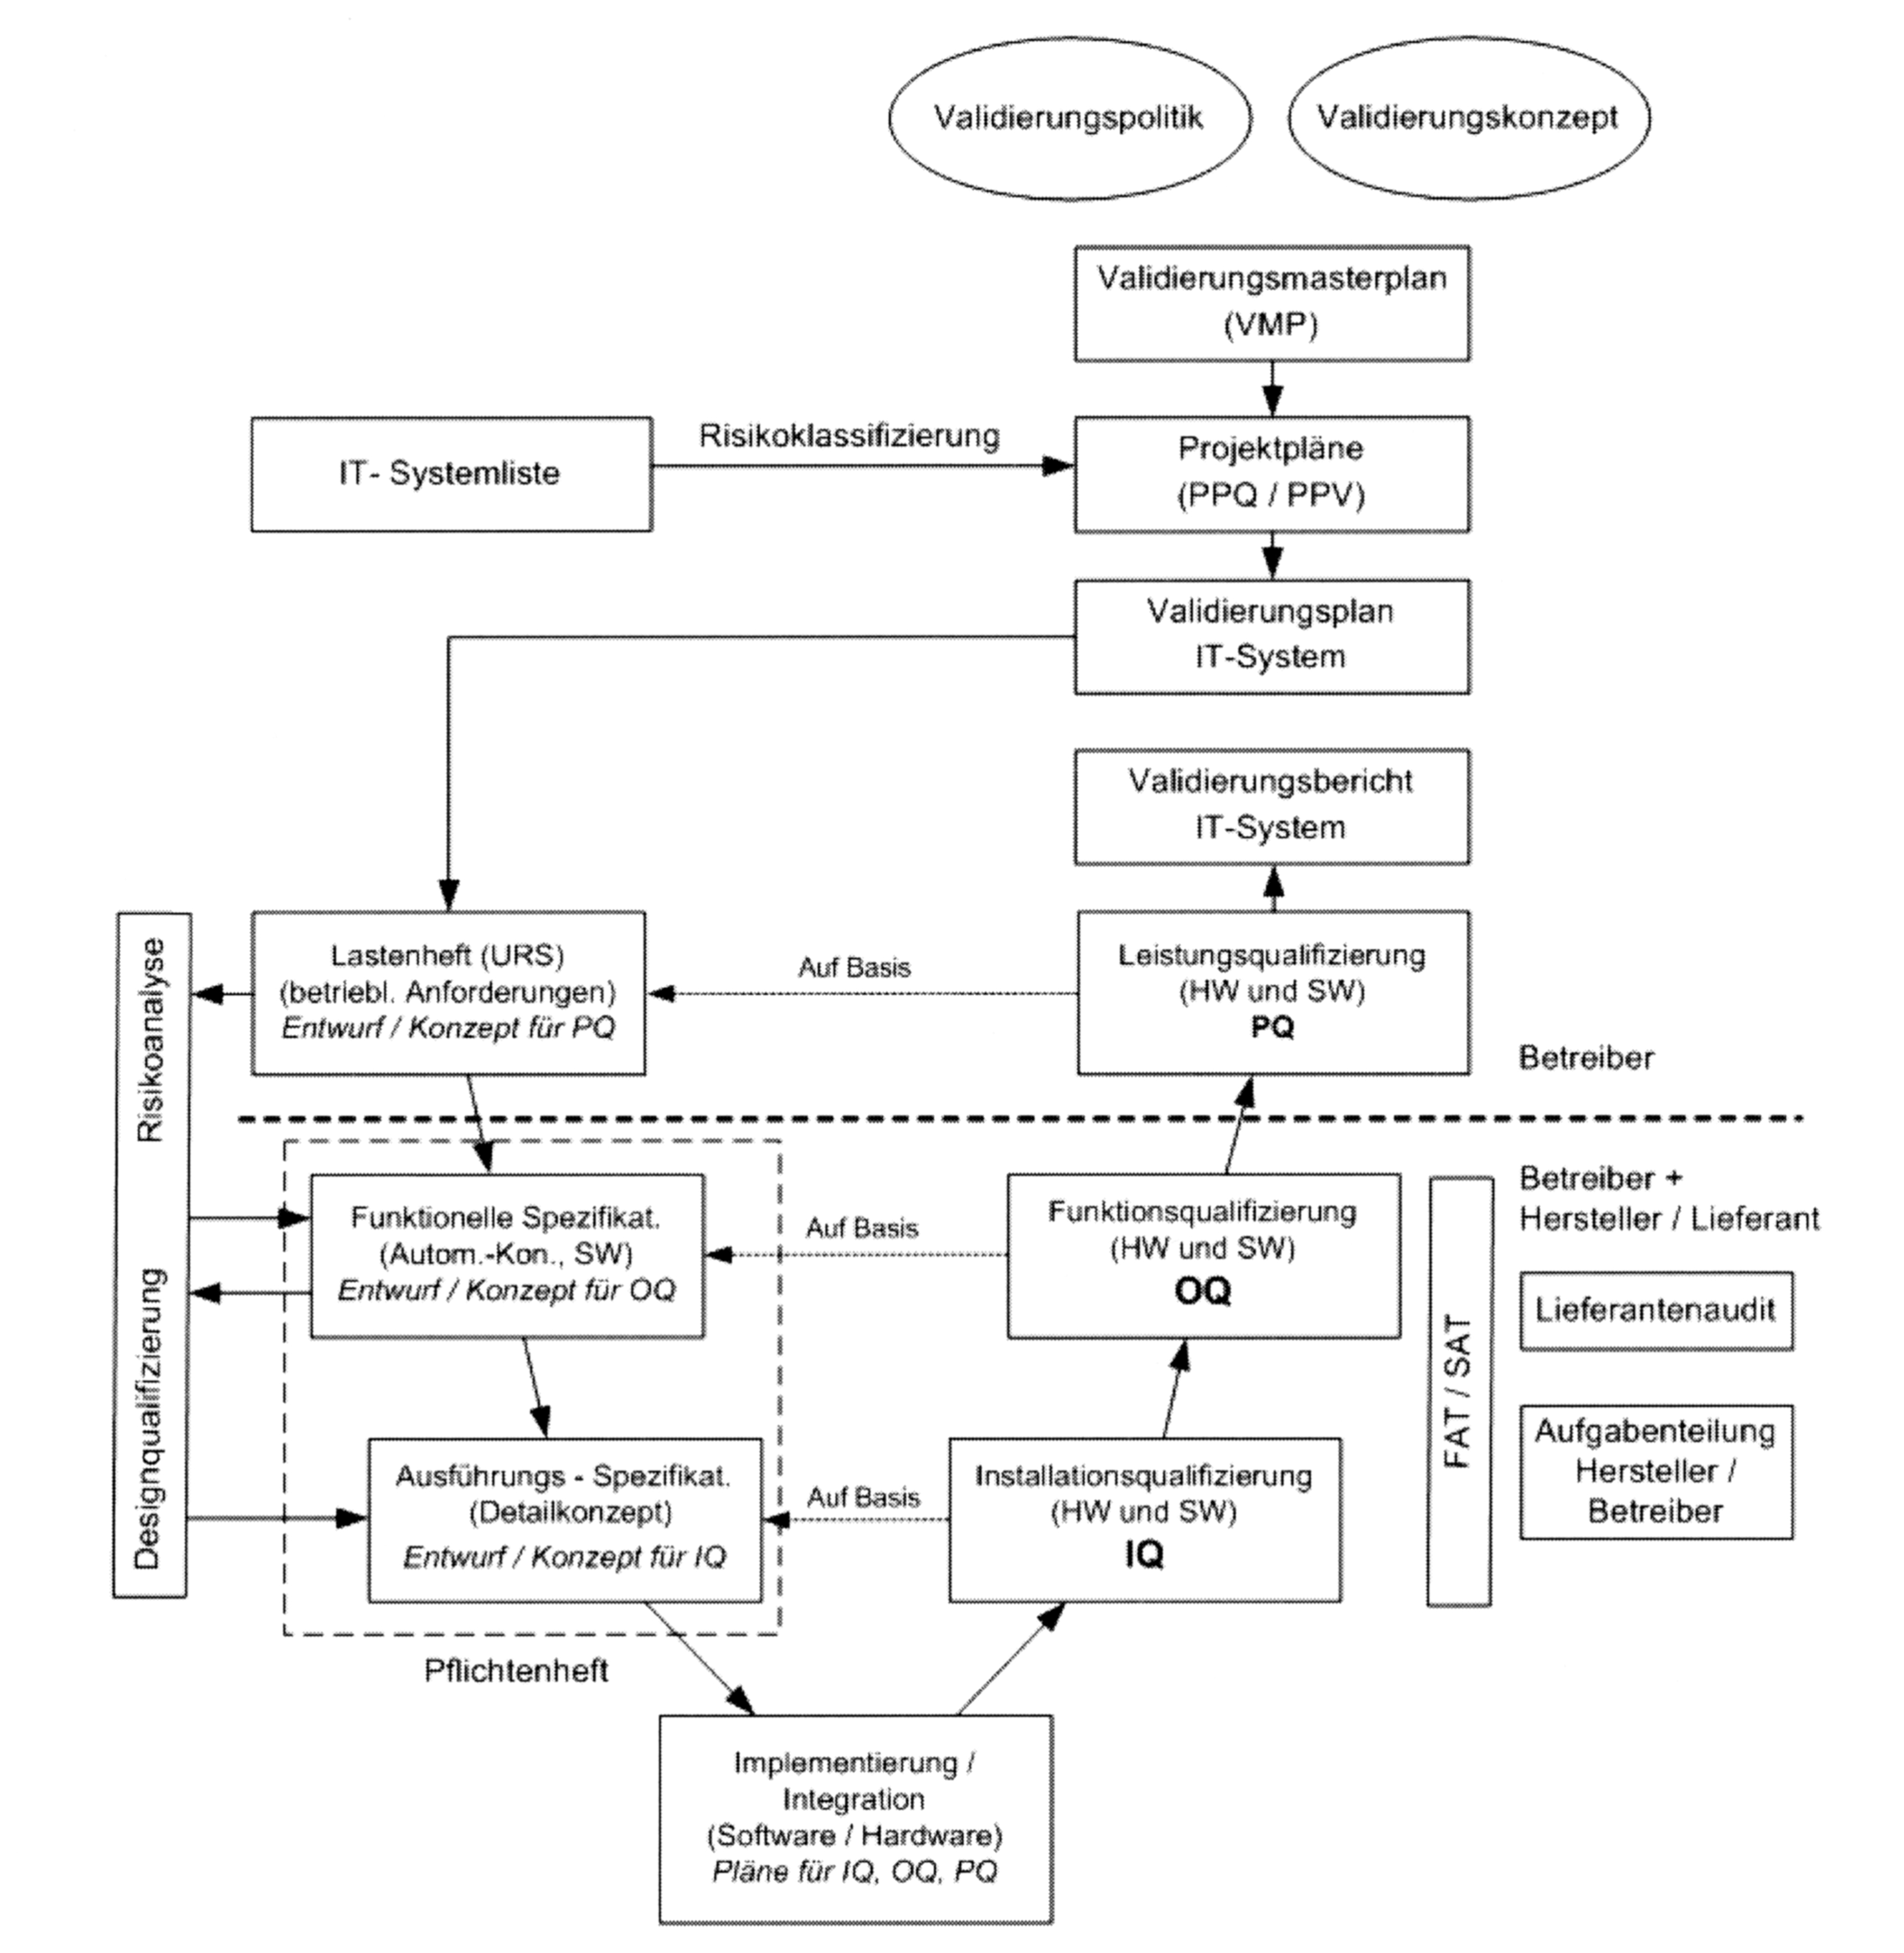 Validierungspolitik
Validierungskonzept
Validierungsmasterplan
(VMP)
IT- Systemliste
Risikoklassifizierung
Projektpläne
(PPQ / PPV)
Validierungsplan
IT-System
Validierungsbericht
IT-System
Risikoanalyse
Designqualifizierung
Lastenheft (URS)
(betriebl. Anforderungen)
Entwurf / Konzept für PQ
Auf Basis
Leistungsqualifizierung
(HW und SW)
PQ
Betreiber
Betreiber +
Hersteller / Lieferant
Funktionelle Spezifikat.
(Autom.-Kon., SW)
Entwurf / Konzept für OQ
Auf Basis
Funktionsqualifizierung
(HW und SW)
OQ
FAT / SAT
Lieferantenaudit
Aufgabenteilung
Hersteller /
Betreiber
Ausführungs - Spezifikat.
(Detailkonzept)
Entwurf / Konzept für IQ
Auf Basis
Installationsqualifizierung
(HW und SW)
IQ
Pflichtenheft
Implementierung /
Integration
(Software / Hardware)
Pläne für IQ, OQ, PQ